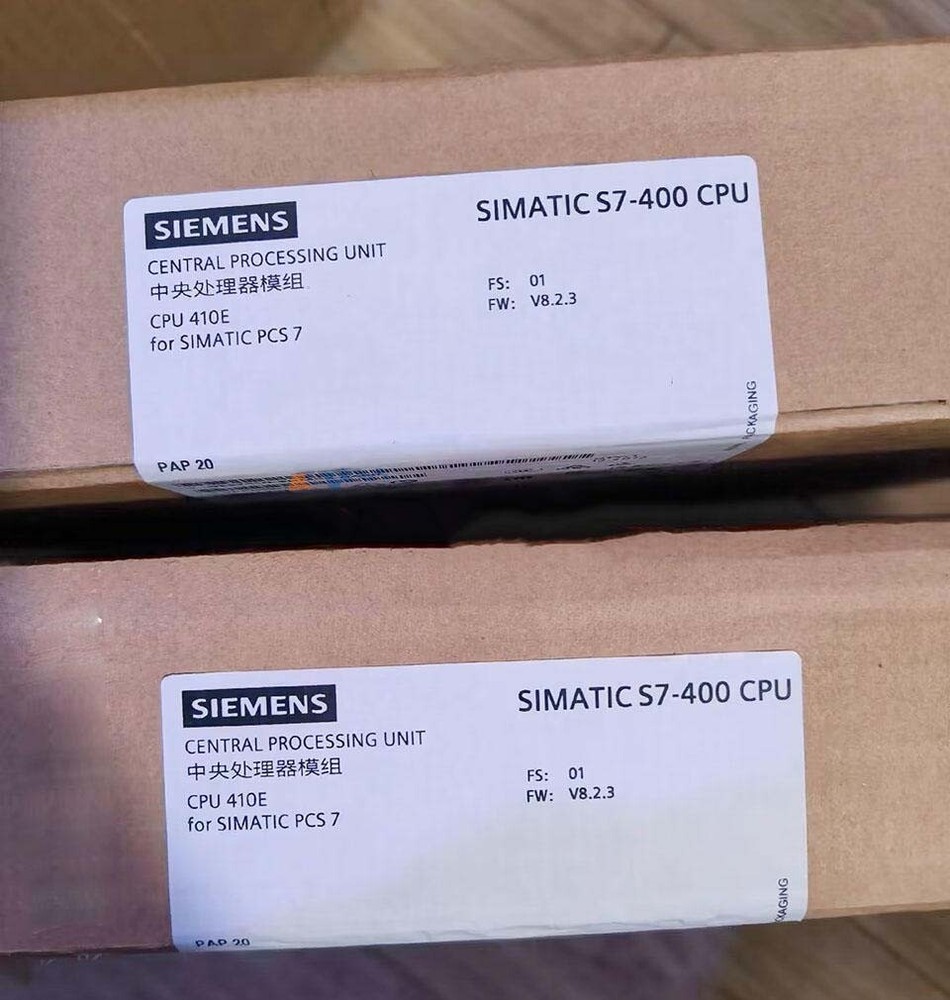 SIEMENS
SIMATIC S7-400 CPU
CENTRAL PROCESSING UNIT
中央处理器模组
FS: 01
FW: V8.2.3
CPU 410E
for SIMATIC PCS 7
PAP 20
SIEMENS
SIMATIC S7-400 CPU
CENTRAL PROCESSING UNIT
中央处理器模组
FS: 01
FW: V8.2.3
CPU 410E
for SIMATIC PCS 7
PAP 20